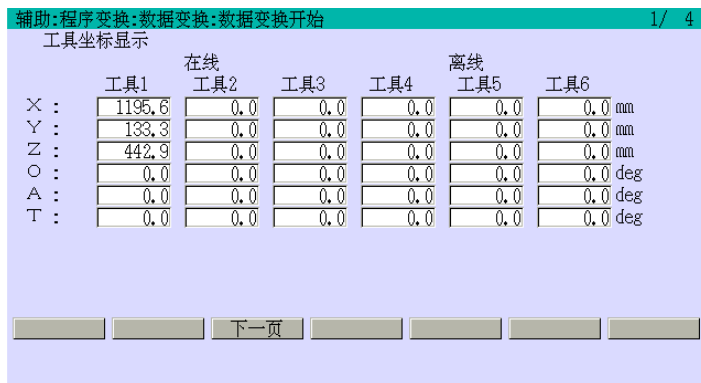 辅助:程序变换:数据变换:数据变换开始 1/ 4
工具坐标显示
在线 离线
工具1 工具2 工具3 工具4 工具5 工具6
X : 1195.6 0.0 0.0 0.0 0.0 0.0 mm
Y : 133.3 0.0 0.0 0.0 0.0 0.0 mm
Z : 442.9 0.0 0.0 0.0 0.0 0.0 mm
O : 0.0 0.0 0.0 0.0 0.0 0.0 deg
A : 0.0 0.0 0.0 0.0 0.0 0.0 deg
T : 0.0 0.0 0.0 0.0 0.0 0.0 deg
下一页